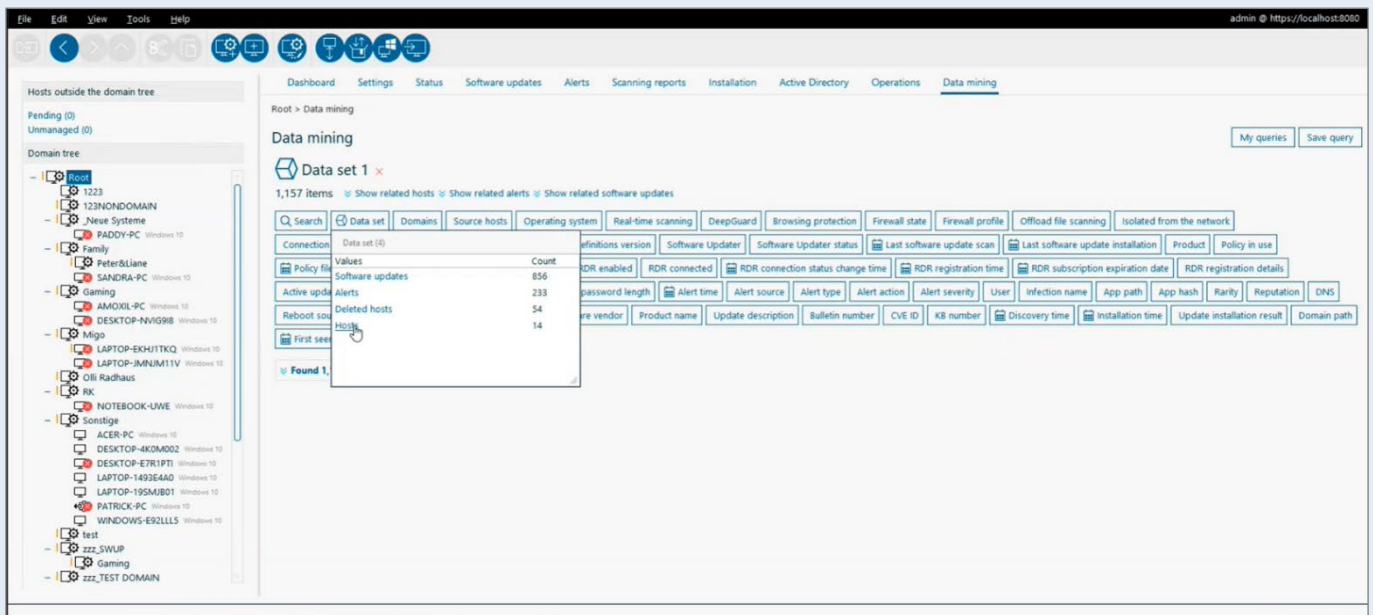 File Edit View Tools Help
admin @ https://localhost:8080
Dashboard Settings Status Software updates Alerts Scanning reports Installation Active Directory Operations Data mining
Hosts outside the domain tree
Pending (0)
Unmanaged (0)
Domain tree
Root
1223
123NONDOMAIN
_Neue Systeme
PADDY-PC Windows 10
Family
Peter&Liane
SANDRA-PC Windows 10
Gaming
AMOXIL-PC Windows 10
DESKTOP-NVIG98I Windows 10
Migo
LAPTOP-EKHJ1TKQ Windows 10
LAPTOP-JMNJM11V Windows 10
Olli Radhaus
RK
NOTEBOOK-UWE Windows 10
Sonstige
ACER-PC Windows 10
DESKTOP-4K0M002 Windows 10
DESKTOP-E7R1PTI Windows 10
LAPTOP-1493E4A0 Windows 10
LAPTOP-19SMJB01 Windows 10
PATRICK-PC Windows 10
WINDOWS-E92LLL5 Windows 10
test
zzz_SWUP
Gaming
zzz_TEST DOMAIN
Root > Data mining
Data mining
My queries Save query
Data set 1
1,157 items Show related hosts Show related alerts Show related software updates
Search Data set Domains Source hosts Operating system Real-time scanning DeepGuard Browsing protection Firewall state Firewall profile Offload file scanning Isolated from the network
Connection efinitions version Software Updater Software Updater status Last software update scan Last software update installation Product Policy in use
Policy file RDR enabled RDR connected RDR connection status change time RDR registration time RDR subscription expiration date RDR registration details
Active upda password length Alert time Alert source Alert type Alert action Alert severity User Infection name App path App hash Rarity Reputation DNS
Reboot sou re vendor Product name Update description Bulletin number CVE ID KB number Discovery time Installation time Update installation result Domain path
First seen
Found 1,
Data set (4)
Values Count
Software updates 856
Alerts 233
Deleted hosts 54
Hosts 14